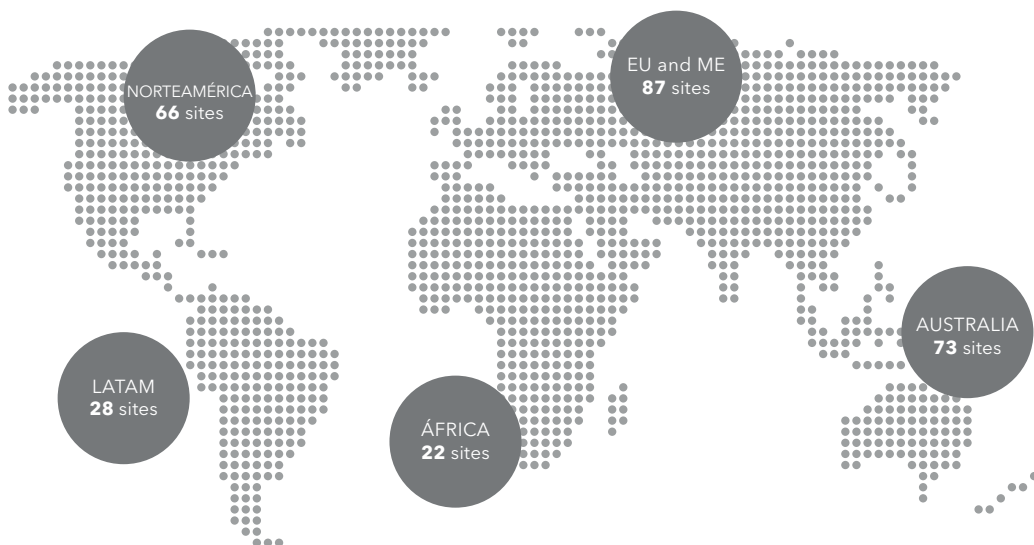 NORTEAMÉRICA
66 sites
EU and ME
87 sites
LATAM
28 sites
ÁFRICA
22 sites
AUSTRALIA
73 sites